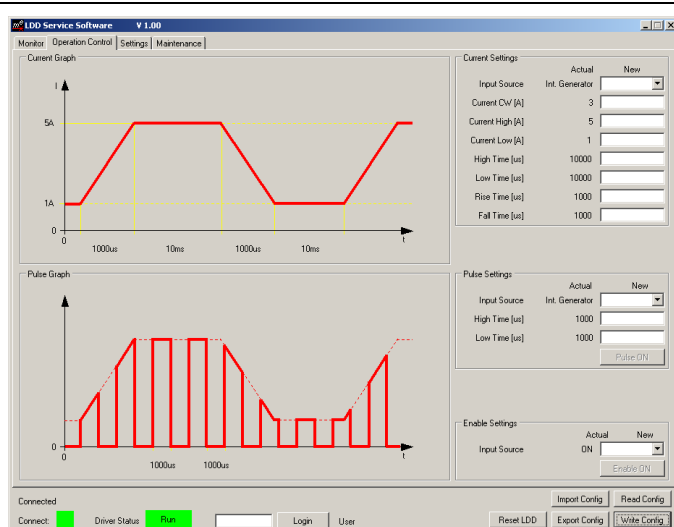 LDD Service Software V 1.00
Monitor Operation Control Settings Maintenance
Current Graph
I
5A
1A
0
0
1000us 10ms 1000us 10ms t
Current Settings
Actual New
Input Source Int. Generator
Current CW [A] 3
Current High [A] 5
Current Low [A] 1
High Time [us] 10000
Low Time [us] 10000
Rise Time [us] 1000
Fall Time [us] 1000
Pulse Graph
0
0
1000us 1000us t
Pulse Settings
Actual New
Input Source Int. Generator
High Time [us] 1000
Low Time [us] 1000
Pulse ON
Enable Settings
Actual New
Input Source ON
Enable ON
Connected
Import Config Read Config
Connect: Driver Status Run Login User Reset LDD Export Config Write Config